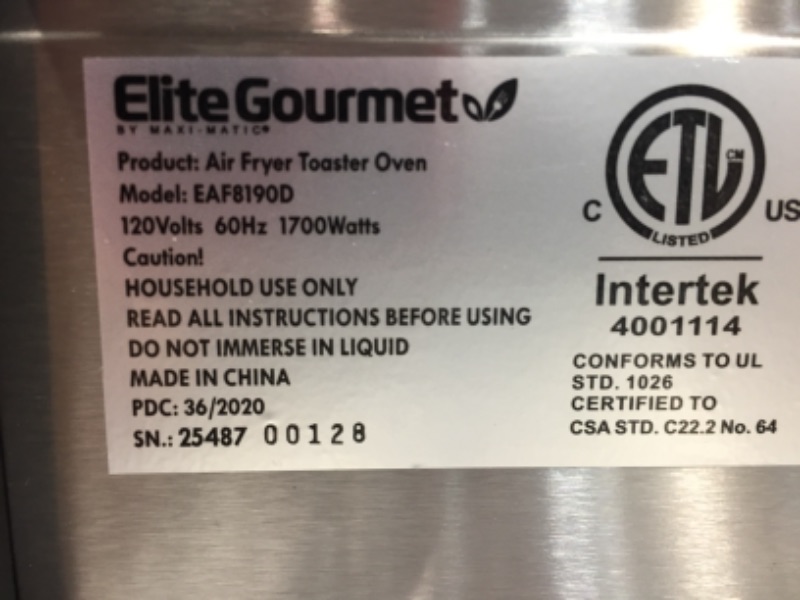 Elite Gourmet
BY MAXI-MATIC®
Product: Air Fryer Toaster Oven
Model: EAF8190D
120Volts 60Hz 1700Watts
Caution!
HOUSEHOLD USE ONLY
READ ALL INSTRUCTIONS BEFORE USING
DO NOT IMMERSE IN LIQUID
MADE IN CHINA
PDC: 36/2020
SN.: 25487 00128
ETL CM
C US
LISTED
Intertek
4001114
CONFORMS TO UL
STD. 1026
CERTIFIED TO
CSA STD. C22.2 No. 64